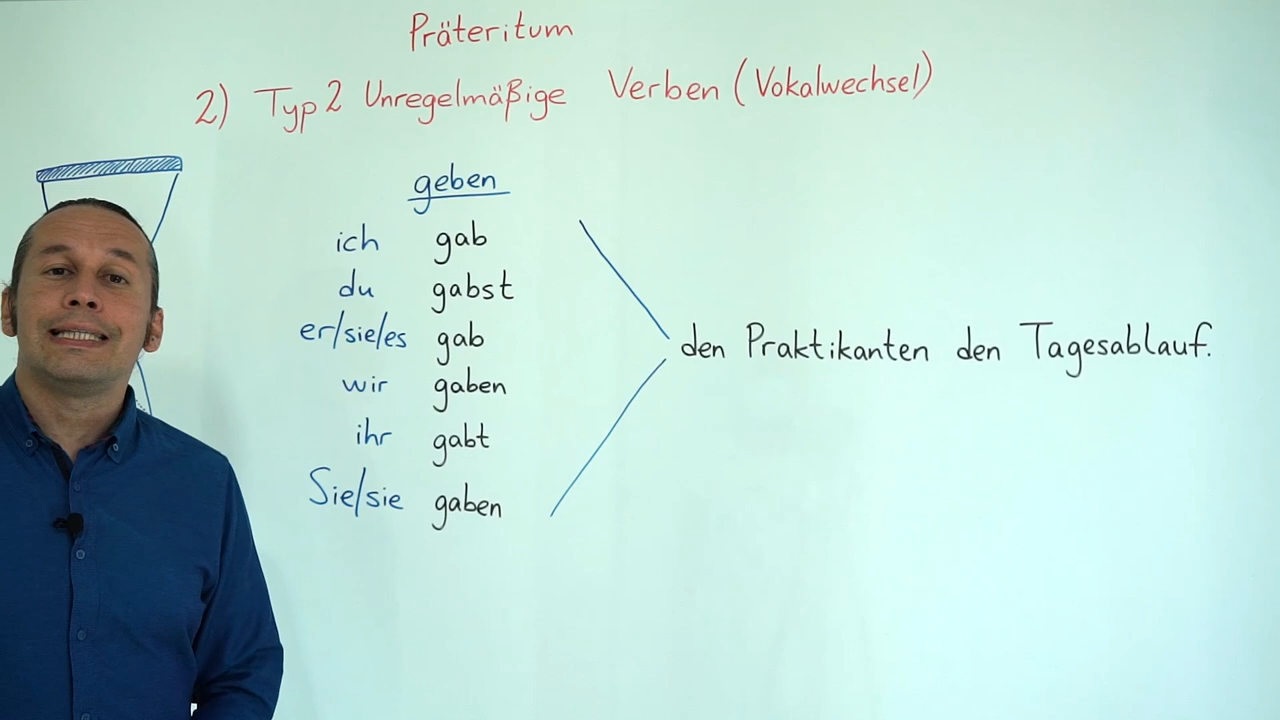 Präteritum
2) Typ 2 Unregelmäßige Verben (Vokalwechsel)
geben
ich gab
du gabst
er/sie/es gab
wir gaben
ihr gabt
Sie/sie gaben
den Praktikanten den Tagesablauf.